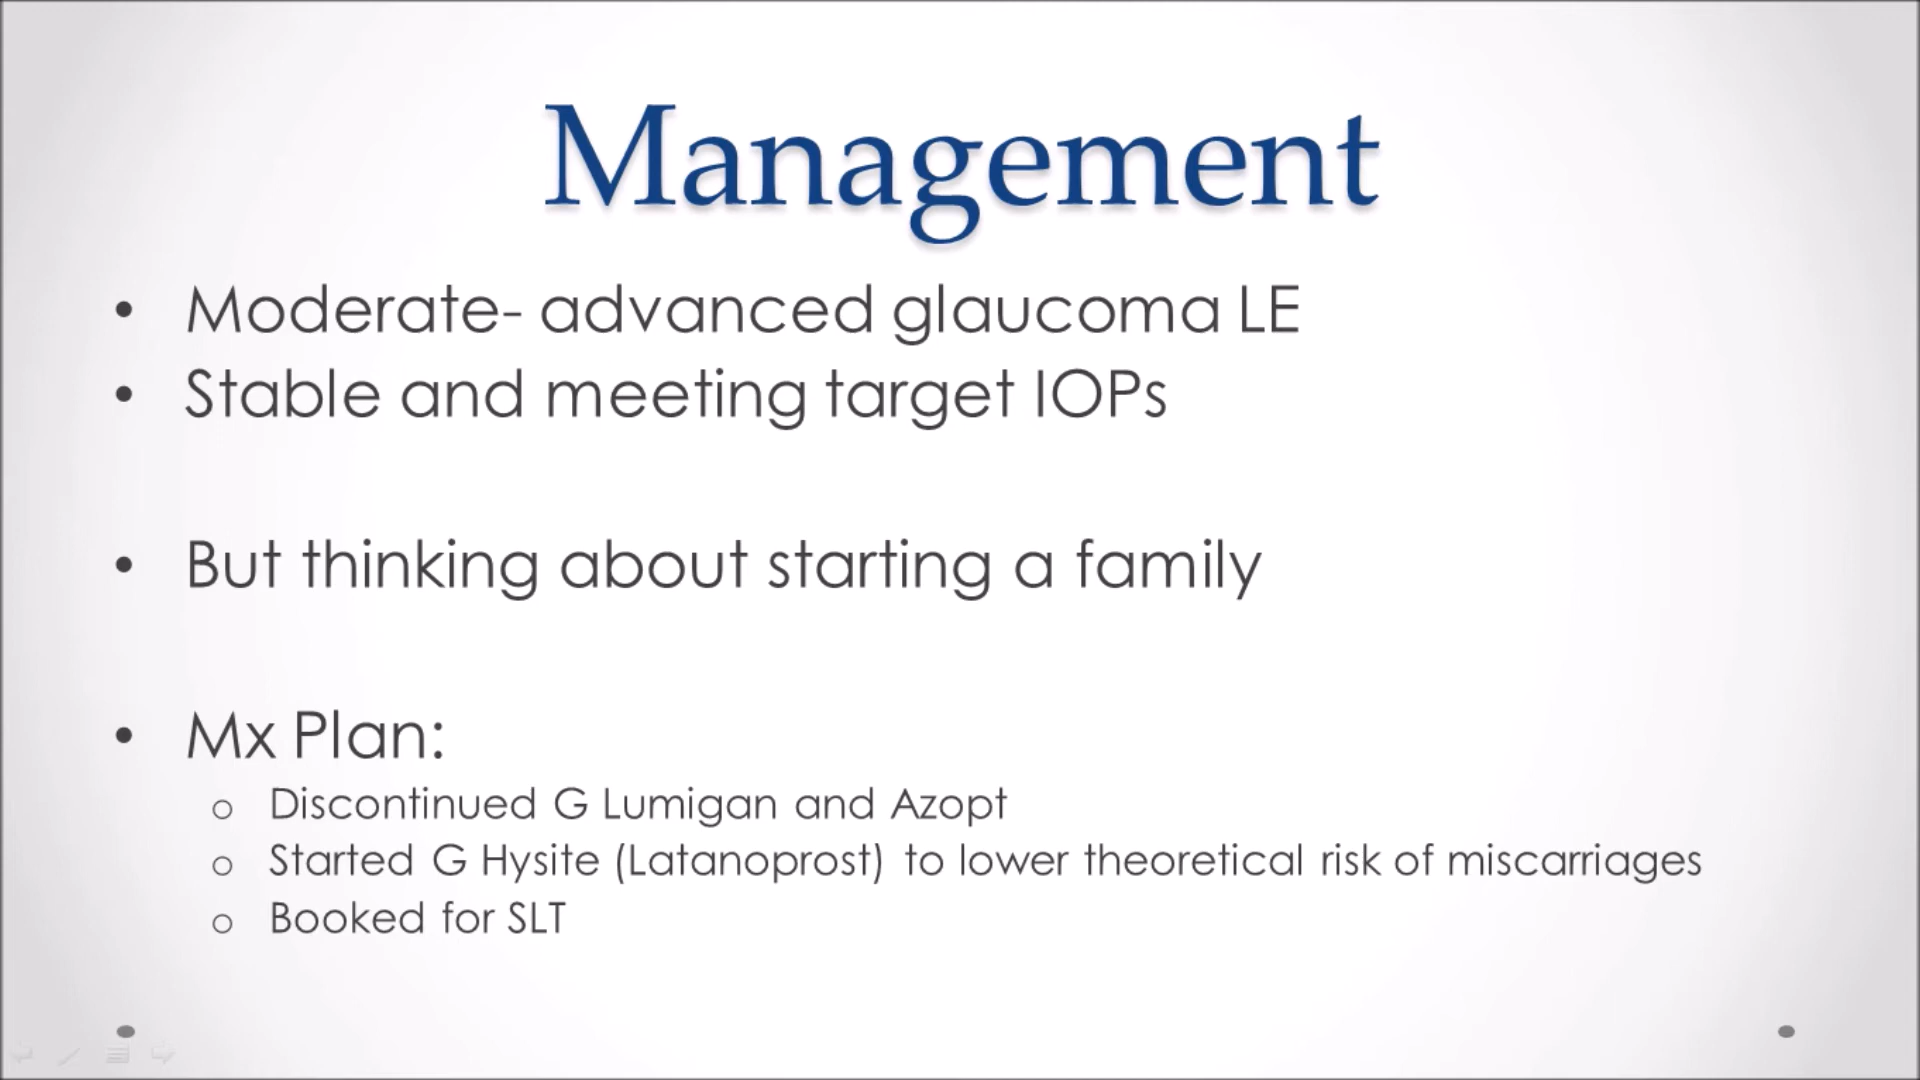 Management
• Moderate- advanced glaucoma LE
• Stable and meeting target IOPs
• But thinking about starting a family
• Mx Plan:
o Discontinued G Lumigan and Azopt
o Started G Hysite (Latanoprost) to lower theoretical risk of miscarriages
o Booked for SLT